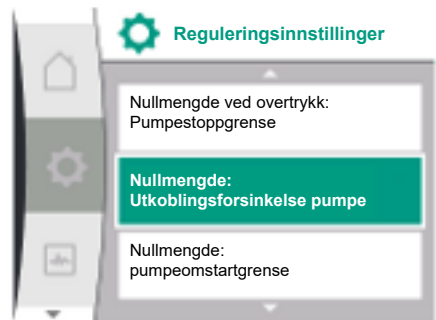 Reguleringsinnstillinger
Nullmengde ved overtrykk:
Pumpestoppgrense
Nullmengde:
Utkoblingsforsinkelse pumpe
Nullmengde:
pumpeomstartgrense